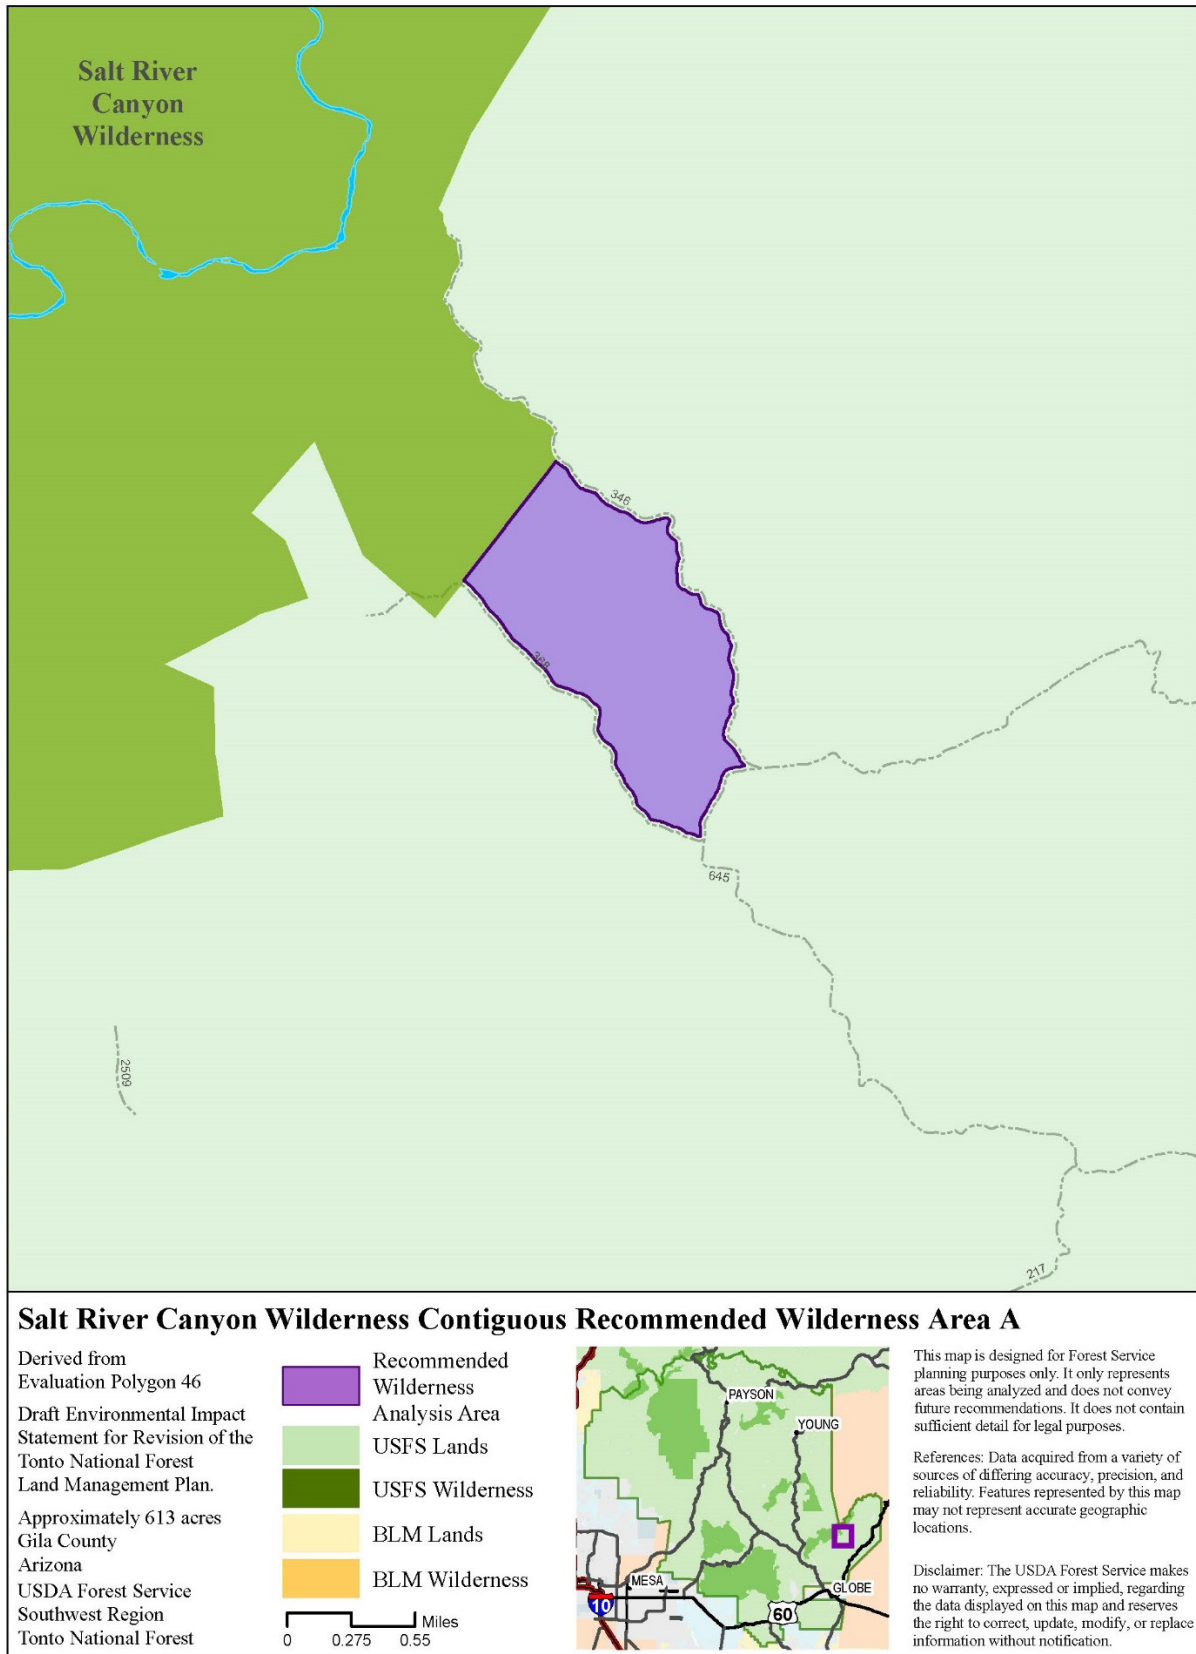 Salt River
Canyon
Wilderness
346
368
645
2509
217
Salt River Canyon Wilderness Contiguous Recommended Wilderness Area A
Derived from
Evaluation Polygon 46
Draft Environmental Impact
Statement for Revision of the
Tonto National Forest
Land Management Plan.
Approximately 613 acres
Gila County
Arizona
USDA Forest Service
Southwest Region
Tonto National Forest
Recommended
Wilderness
Analysis Area
USFS Lands
USFS Wilderness
BLM Lands
BLM Wilderness
Miles
0 0.275 0.55
PAYSON
YOUNG
MESA
GLOBE
10
60
This map is designed for Forest Service
planning purposes only. It only represents
areas being analyzed and does not convey
future recommendations. It does not contain
sufficient detail for legal purposes.
References: Data acquired from a variety of
sources of differing accuracy, precision, and
reliability. Features represented by this map
may not represent accurate geographic
locations.
Disclaimer: The USDA Forest Service makes
no warranty, expressed or implied, regarding
the data displayed on this map and reserves
the right to correct, update, modify, or replace
information without notification.